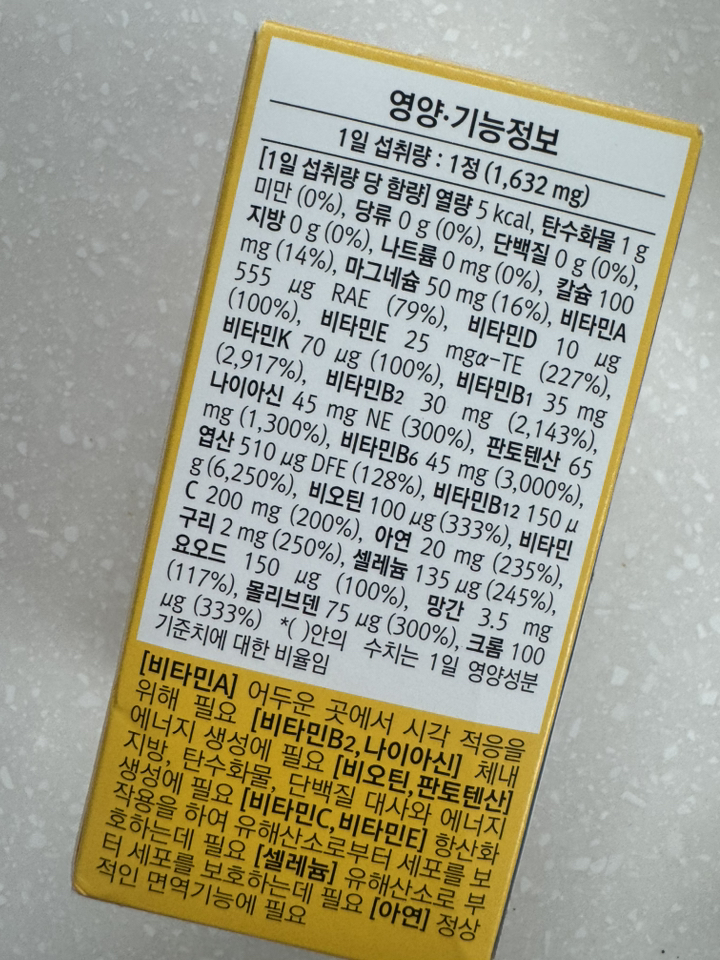 영양·기능정보
1일 섭취량 : 1정 (1,632 mg)
[1일 섭취량 당 함량] 열량 5 kcal, 탄수화물 1 g
미만 (0%), 당류 0 g (0%), 단백질 0 g (0%),
지방 0 g (0%), 나트륨 0 mg (0%), 칼슘 100
mg (14%), 마그네슘 50 mg (16%), 비타민A
555 µg RAE (79%), 비타민D 10 µg
(100%), 비타민E 25 mgα-TE (227%),
비타민K 70 µg (100%), 비타민B1 35 mg
(2,917%), 비타민B2 30 mg (2,143%),
나이아신 45 mg NE (300%), 판토텐산 65
mg (1,300%), 비타민B6 45 mg (3,000%),
엽산 510 µg DFE (128%), 비타민B12 150 µ
g (6,250%), 비오틴 100 µg (333%), 비타민
C 200 mg (200%), 아연 20 mg (235%),
구리 2 mg (250%), 셀레늄 135 µg (245%),
요오드 150 µg (100%), 망간 3.5 mg
(117%), 몰리브덴 75 µg (300%), 크롬 100
µg (333%) *( )안의 수치는 1일 영양성분
기준치에 대한 비율임
[비타민A] 어두운 곳에서 시각 적응을
위해 필요 [비타민B2, 나이아신] 체내
에너지 생성에 필요 [비오틴, 판토텐산]
지방, 탄수화물, 단백질 대사와 에너지
생성에 필요 [비타민C, 비타민E] 항산화
작용을 하여 유해산소로부터 세포를 보
호하는데 필요 [셀레늄] 유해산소로 부
터 세포를 보호하는데 필요 [아연] 정상
적인 면역기능에 필요